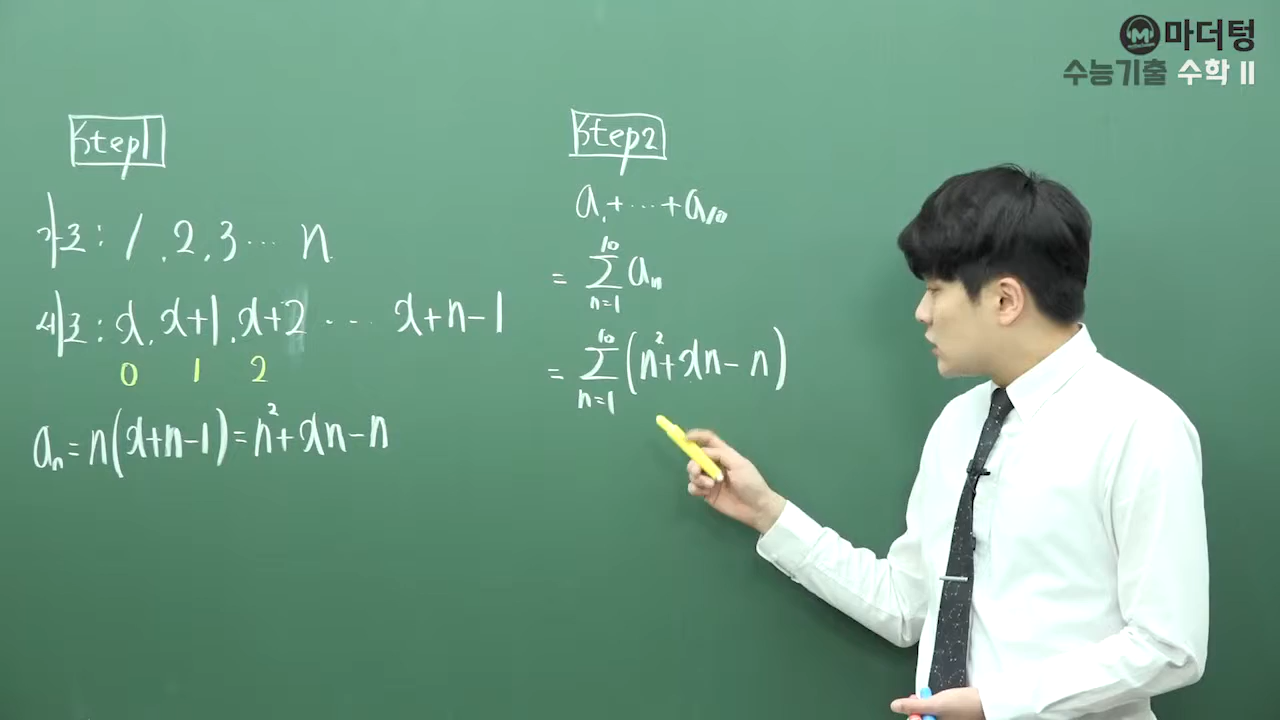 마더텅
수능기출 수학 II
Step1
가로 : 1, 2, 3 ... n
세로 : x, x+1, x+2 ... x+n-1
0 1 2
aₙ = n(x+n-1) = n²+xn-n
Step2
a₁+...+a₁₀
= Σ(n=1, 10) aₙ
= Σ(n=1, 10) (n²+xn-n)